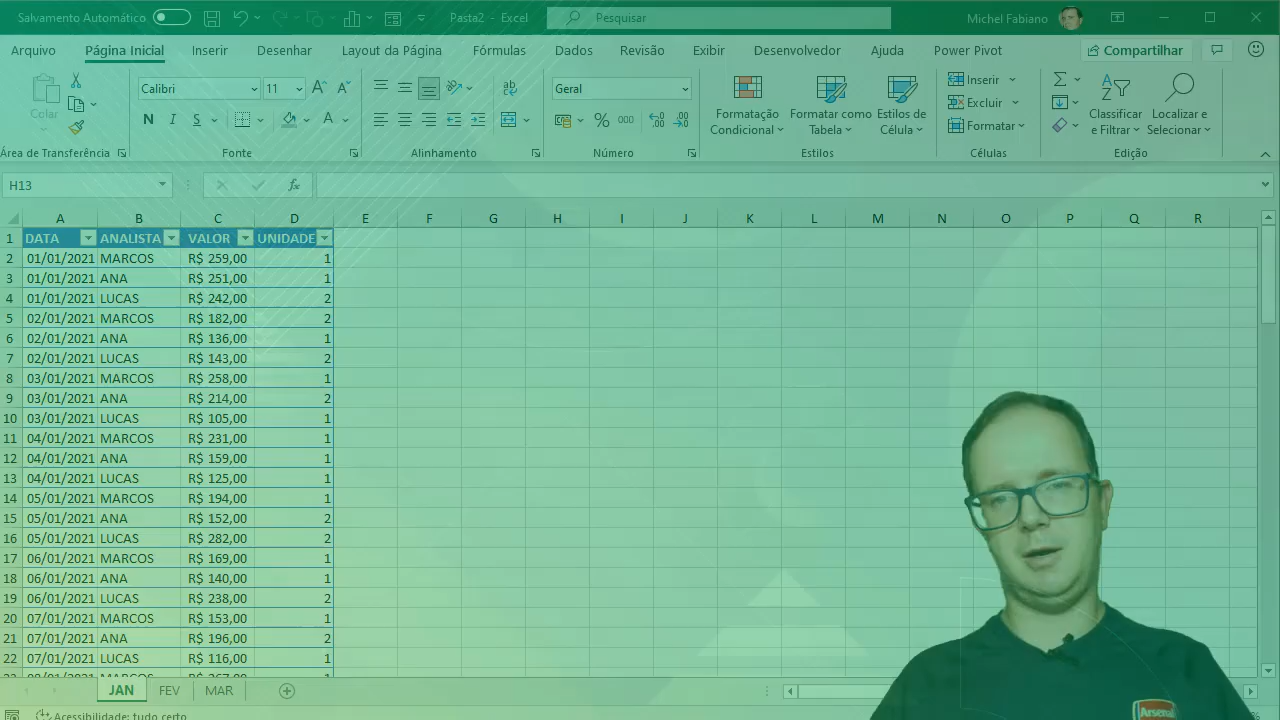 Salvamento Automático Pasta2 - Excel Pesquisar Michel Fabiano
Arquivo Página Inicial Inserir Desenhar Layout da Página Fórmulas Dados Revisão Exibir Desenvolvedor Ajuda Power Pivot Compartilhar
Colar
Calibri 11
N I S A
ab
Geral
% 000
Formatação Condicional
Formatar como Tabela
Estilos de Célula
Inserir
Excluir
Formatar
Classificar e Filtrar
Localizar e Selecionar
Área de Transferência Fonte Alinhamento Número Estilos Células Edição
H13 fx
A B C D E F G H I J K L M N O P Q R
1 DATA ANALISTA VALOR UNIDADE
2 01/01/2021 MARCOS R$ 259,00 1
3 01/01/2021 ANA R$ 251,00 1
4 01/01/2021 LUCAS R$ 242,00 2
5 02/01/2021 MARCOS R$ 182,00 2
6 02/01/2021 ANA R$ 136,00 1
7 02/01/2021 LUCAS R$ 143,00 2
8 03/01/2021 MARCOS R$ 258,00 1
9 03/01/2021 ANA R$ 214,00 2
10 03/01/2021 LUCAS R$ 105,00 1
11 04/01/2021 MARCOS R$ 231,00 1
12 04/01/2021 ANA R$ 159,00 1
13 04/01/2021 LUCAS R$ 125,00 1
14 05/01/2021 MARCOS R$ 194,00 1
15 05/01/2021 ANA R$ 152,00 2
16 05/01/2021 LUCAS R$ 282,00 2
17 06/01/2021 MARCOS R$ 169,00 1
18 06/01/2021 ANA R$ 140,00 1
19 06/01/2021 LUCAS R$ 238,00 2
20 07/01/2021 MARCOS R$ 153,00 1
21 07/01/2021 ANA R$ 196,00 2
22 07/01/2021 LUCAS R$ 116,00 1
JAN FEV MAR
Acessibilidade: tudo certo
Arsenal